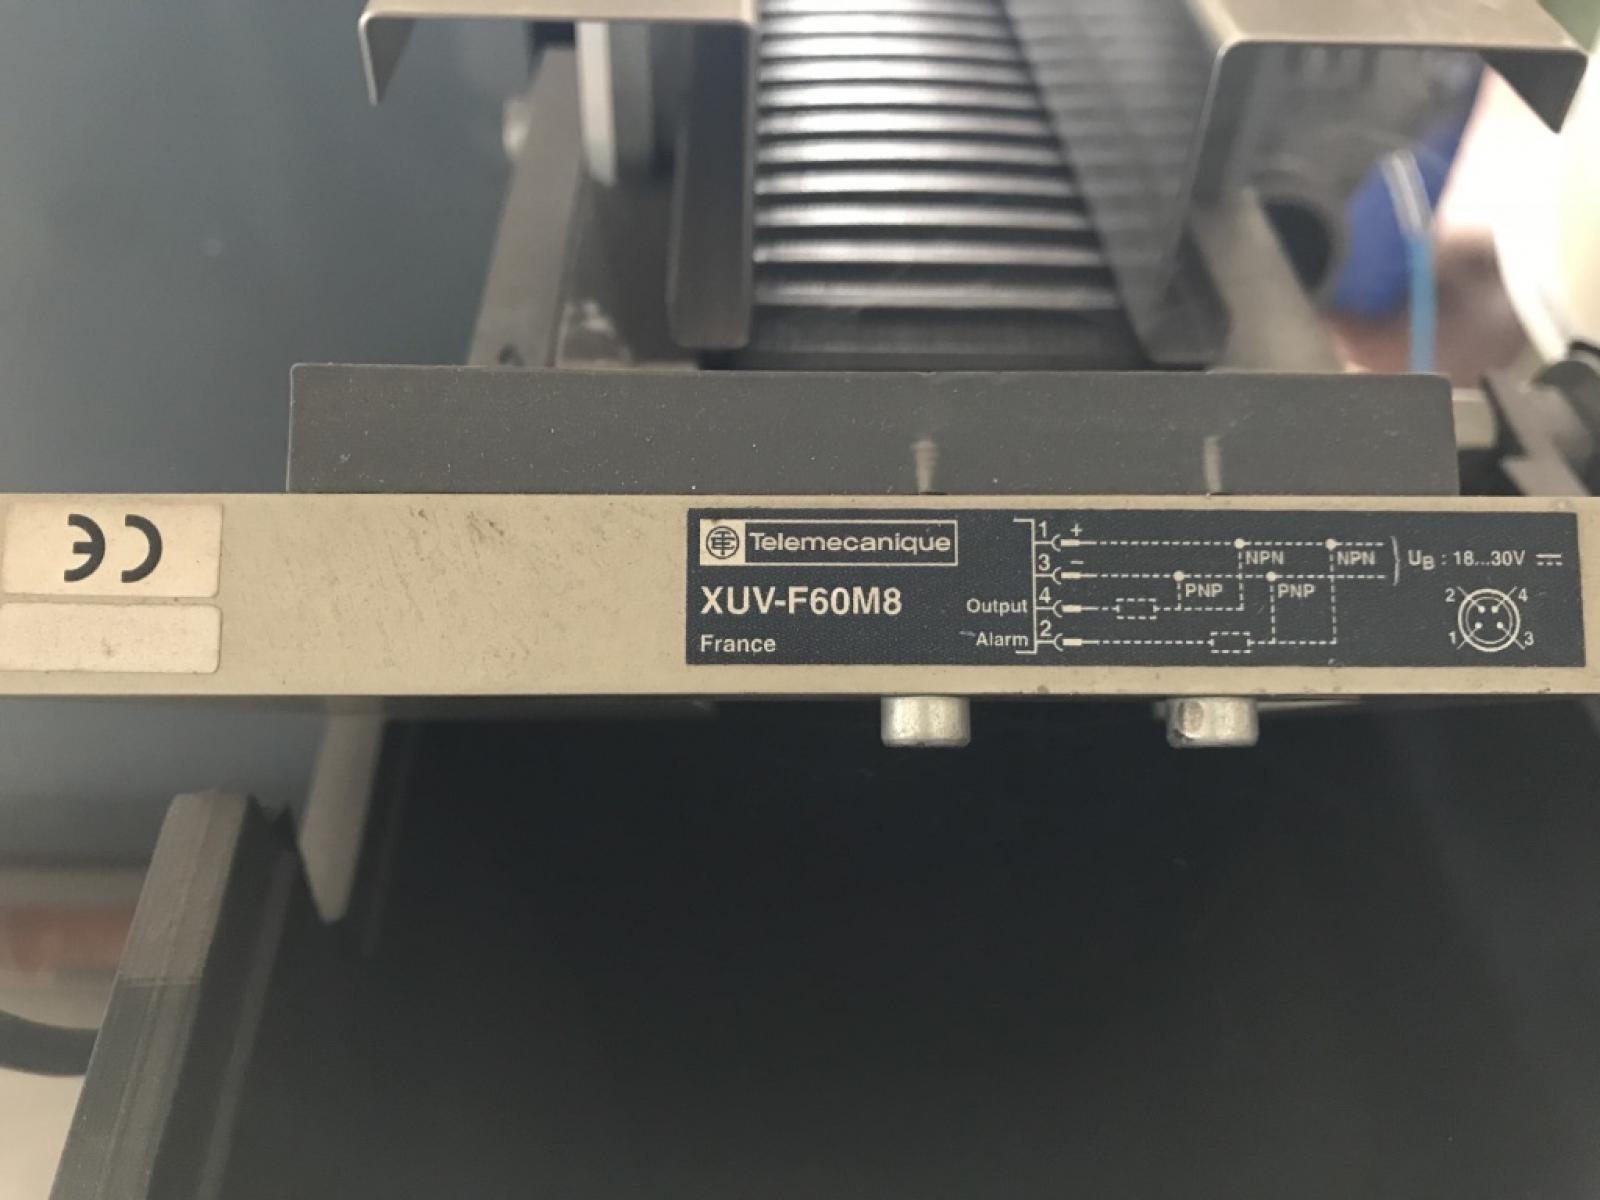 CE
TE Telemecanique
XUV-F60M8
France
1 +
3 −
Output 4
Alarm 2
NPN NPN
PNP PNP
UB : 18...30V ⎓
2 4
1 3